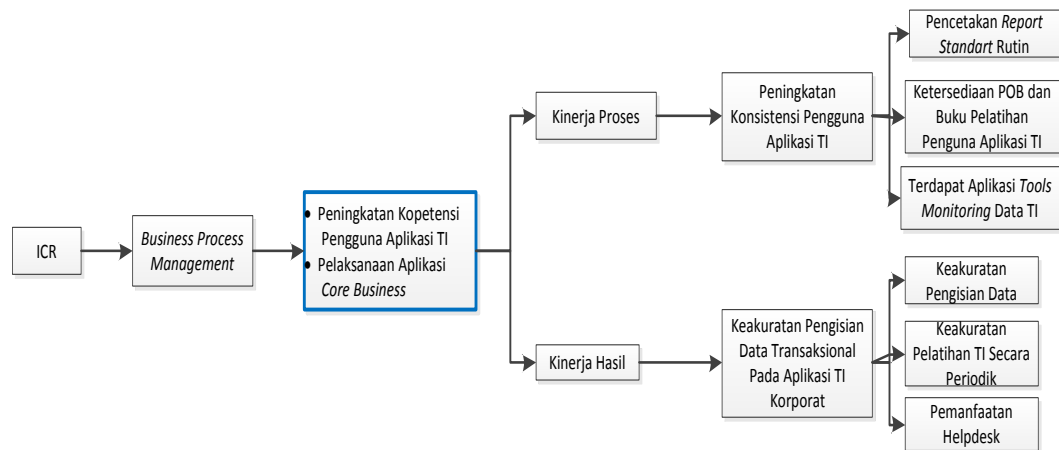 ICR
Business Process
Management
• Peningkatan Kopetensi
Pengguna Aplikasi TI
• Pelaksanaan Aplikasi
Core Business
Kinerja Proses
Peningkatan
Konsistensi Pengguna
Aplikasi TI
Pencetakan Report
Standart Rutin
Ketersediaan POB dan
Buku Pelatihan
Penguna Aplikasi TI
Terdapat Aplikasi Tools
Monitoring Data TI
Kinerja Hasil
Keakuratan Pengisian
Data Transaksional
Pada Aplikasi TI
Korporat
Keakuratan
Pengisian Data
Keakuratan
Pelatihan TI Secara
Periodik
Pemanfaatan
Helpdesk